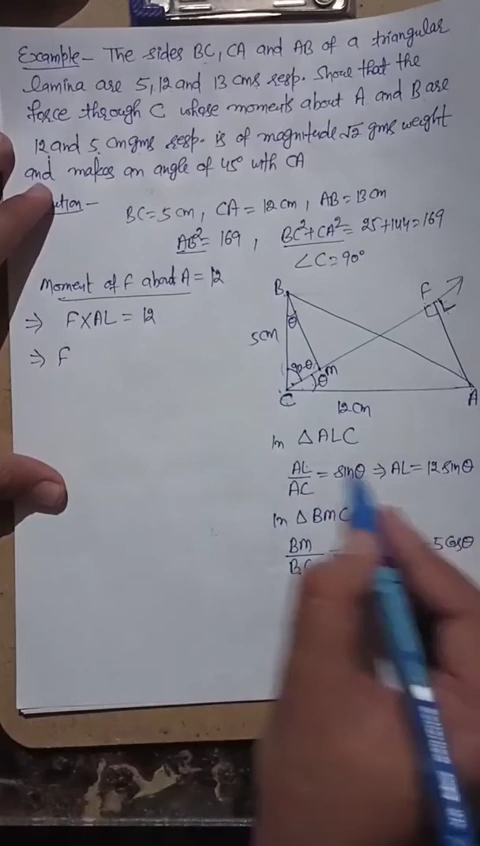 Example - The sides BC, CA and AB of a triangular
lamina are 5, 12 and 13 cms resp. Show that the
force through C whose moments about A and B are
12 and 5 cm gms resp. is of magnitude √2 gms weight
and makes an angle of 45° with CA
BC = 5 cm, CA = 12 cm, AB = 13 cm
AB² = 169, BC² + CA² = 25 + 144 = 169
∠C = 90°
Moment of F about A = 12
⇒ F × AL = 12
⇒ F
B
F
L
5cm
θ
90-θ
M
θ
C
A
12cm
In △ALC
AL/AC = sinθ ⇒ AL = 12 sinθ
In △BMC
BM/BC = 5 cosθ